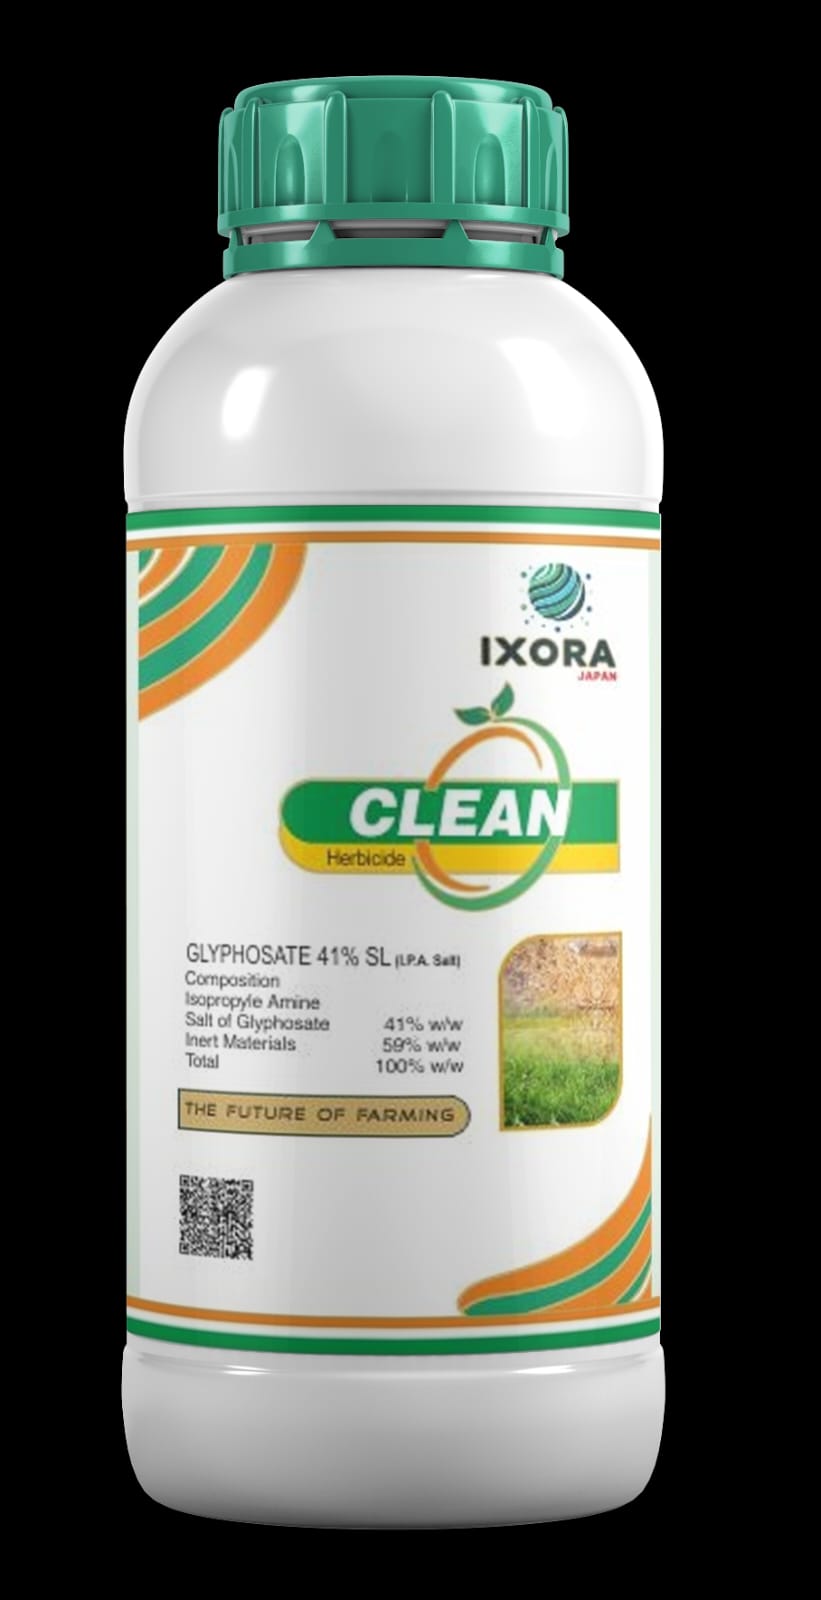 IXORA
JAPAN
CLEAN
Herbicide
GLYPHOSATE 41% SL (I.P.A. Salt)
Composition
Isopropyle Amine
Salt of Glyphosate 41% w/w
Inert Materials 59% w/w
Total 100% w/w
THE FUTURE OF FARMING